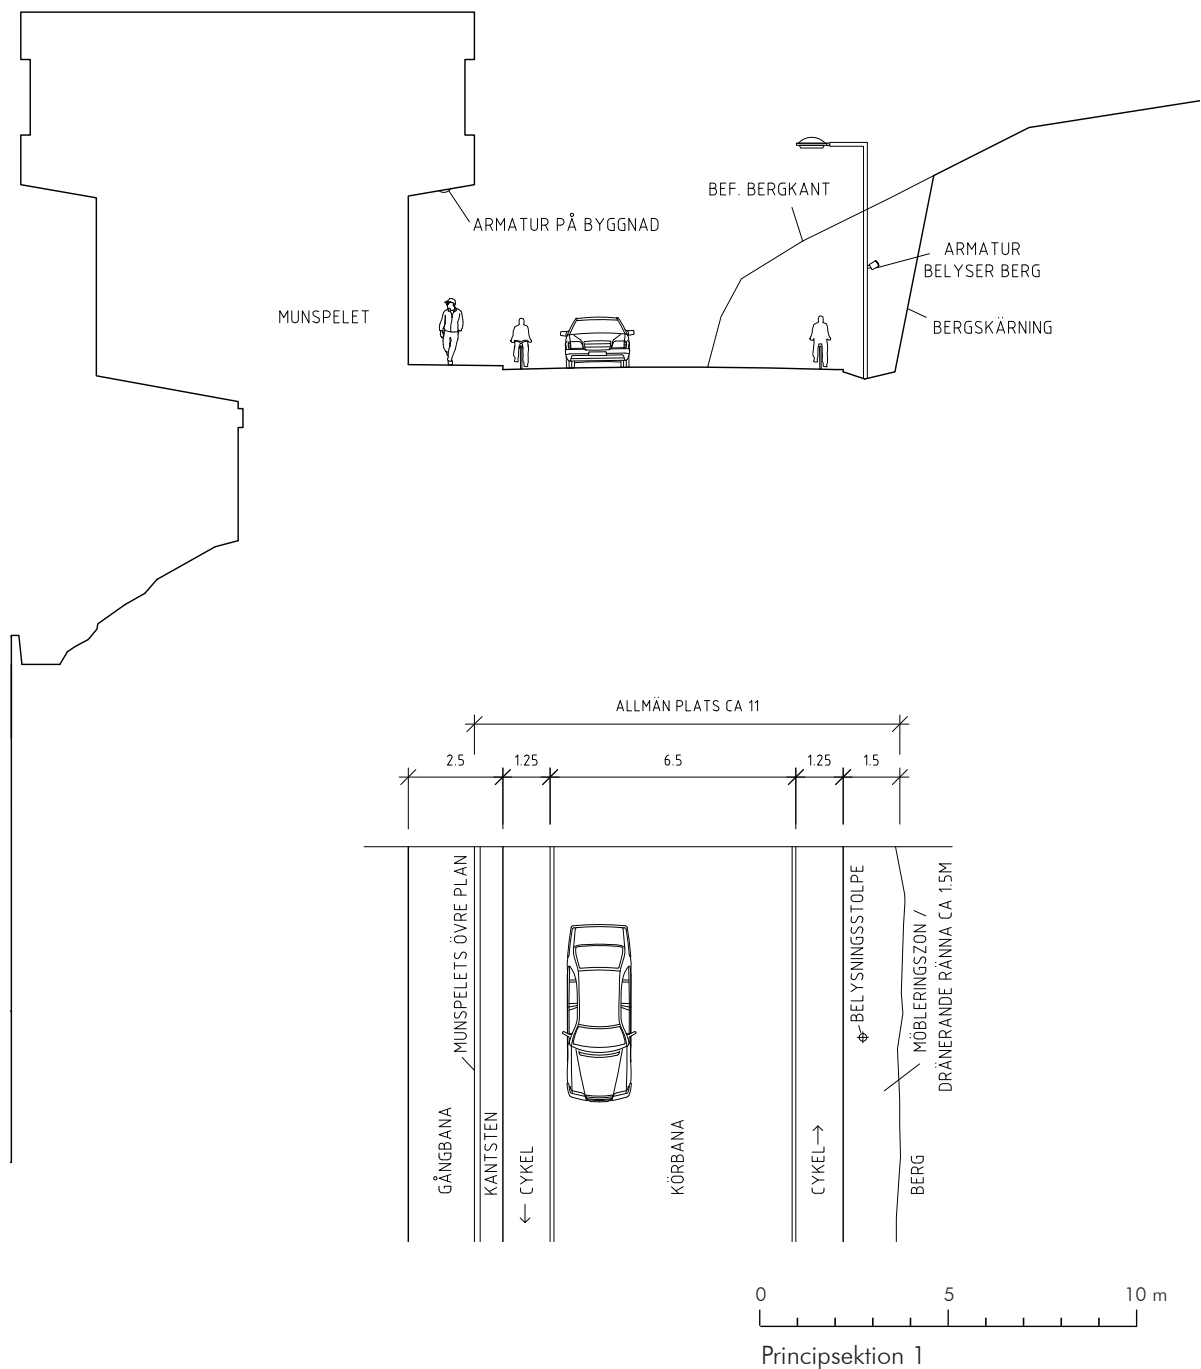 BEF. BERGKANT
ARMATUR PÅ BYGGNAD
ARMATUR
BELYSER BERG
MUNSPELET
BERGSKÄRNING
ALLMÄN PLATS CA 11
2.5
1.25
6.5
1.25
1.5
MUNSPELETS ÖVRE PLAN
BELYSNINGSSTOLPE
MÖBLERINGSZON /
DRÄNERANDE RÄNNA CA 1.5M
GÅNGBANA
KANTSTEN
← CYKEL
KÖRBANA
CYKEL→
BERG
0 5 10 m
Principsektion 1